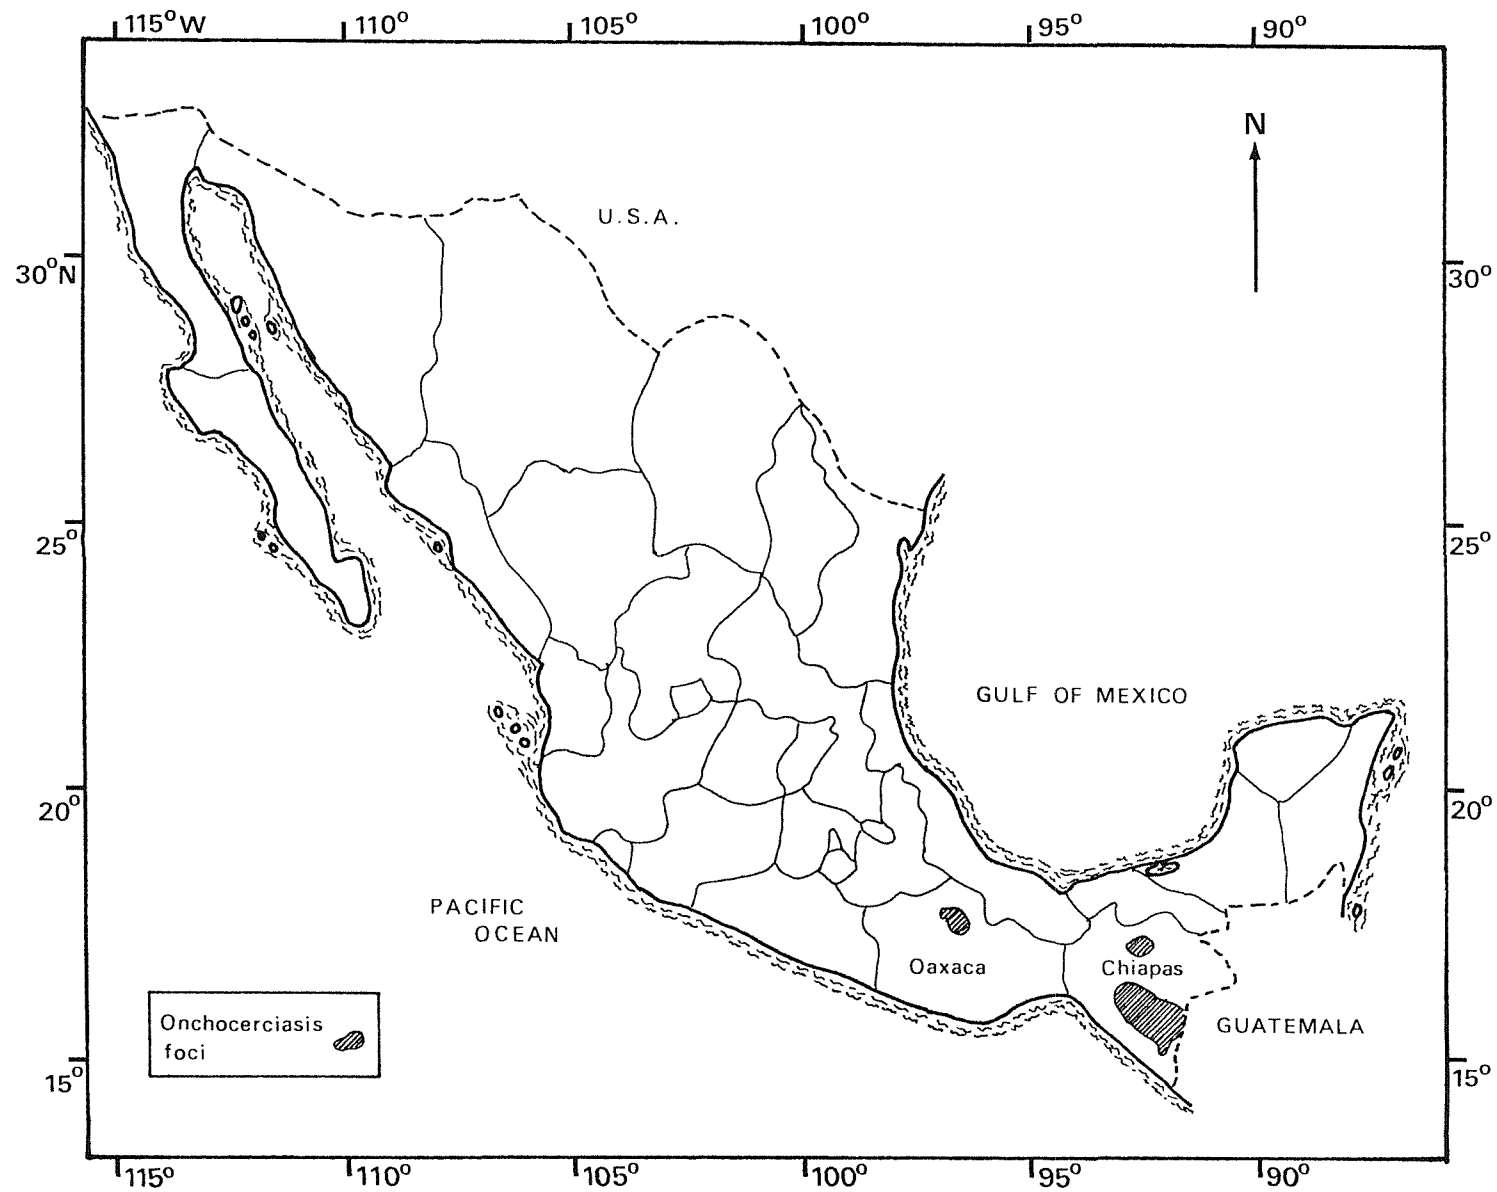 115°W 110° 105° 100° 95° 90°
N
U.S.A.
30°N 30°
25° 25°
GULF OF MEXICO
20° 20°
PACIFIC
OCEAN
Oaxaca Chiapas
Onchocerciasis
foci
GUATEMALA
15° 15°
115° 110° 105° 100° 95° 90°